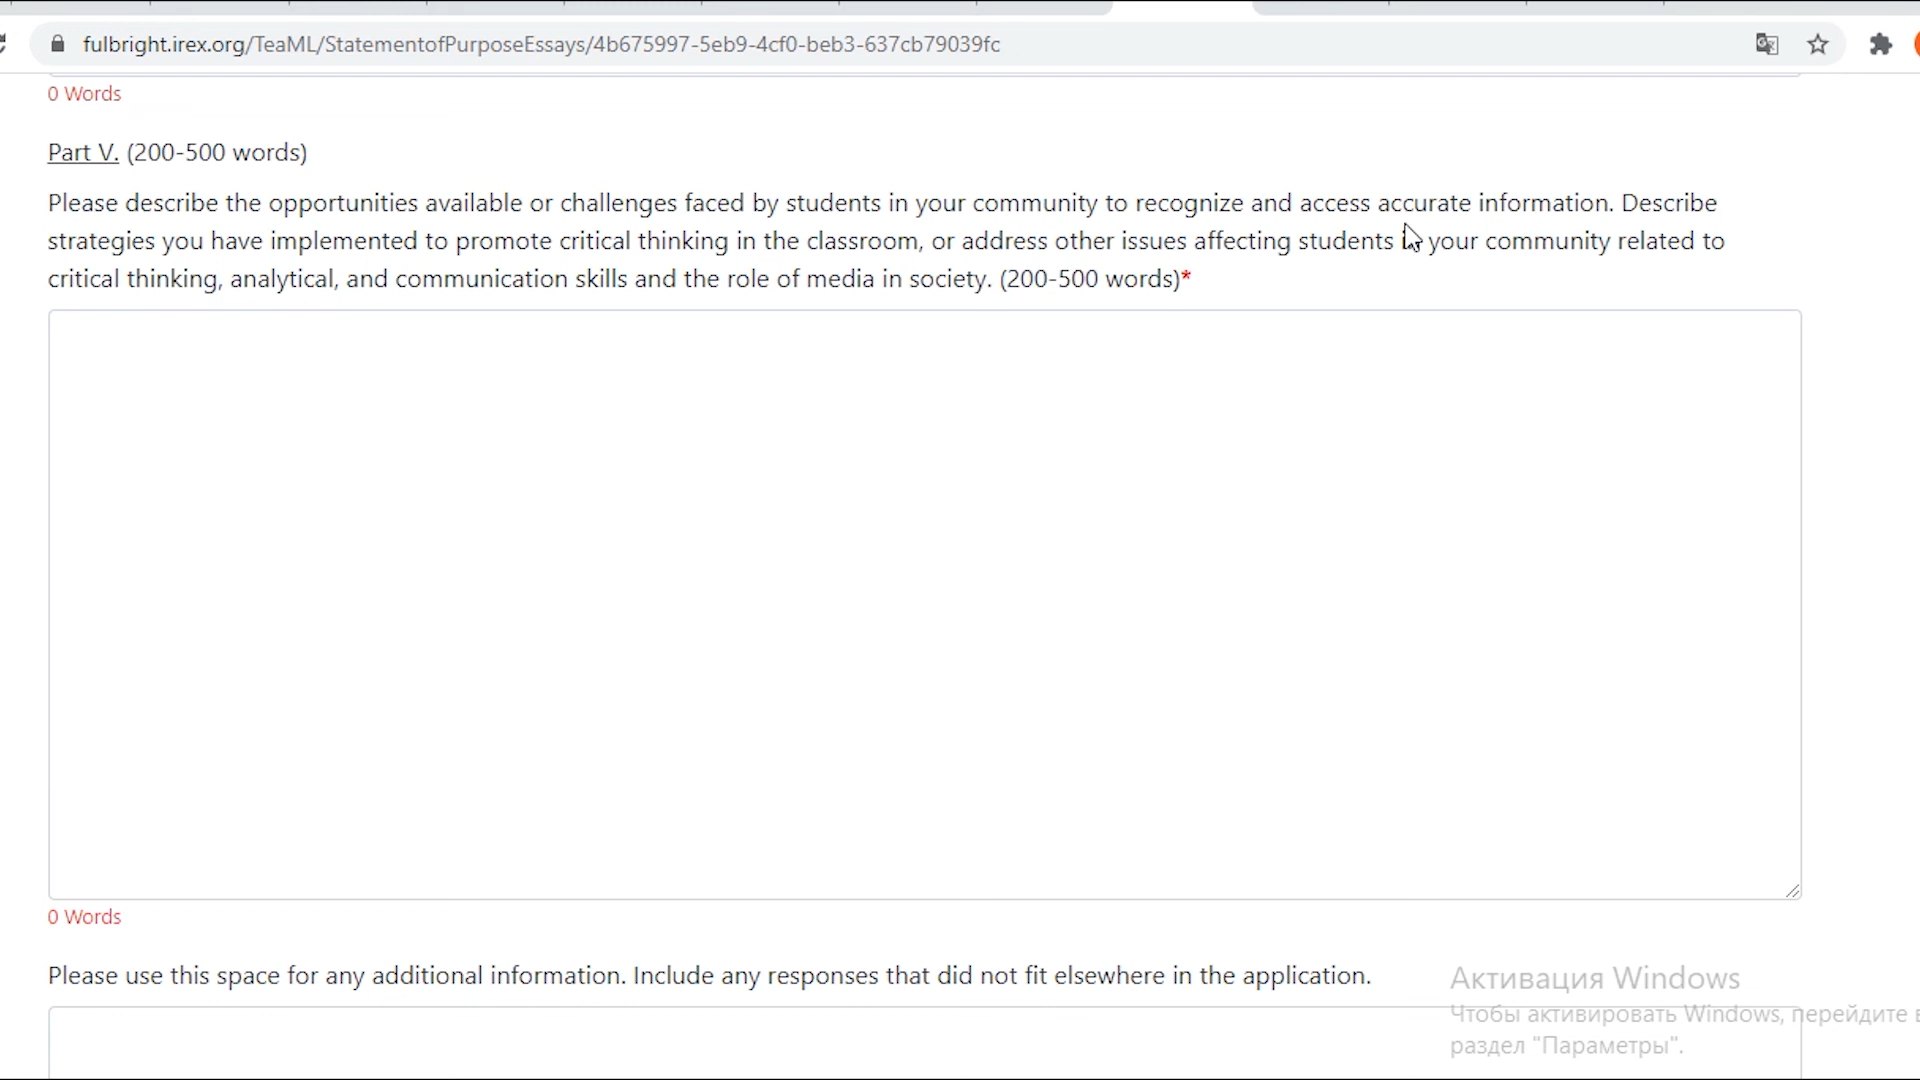 fulbright.irex.org/TeaML/StatementofPurposeEssays/4b675997-5eb9-4cf0-beb3-637cb79039fc
0 Words
Part V. (200-500 words)
Please describe the opportunities available or challenges faced by students in your community to recognize and access accurate information. Describe
strategies you have implemented to promote critical thinking in the classroom, or address other issues affecting students in your community related to
critical thinking, analytical, and communication skills and the role of media in society. (200-500 words)*
0 Words
Please use this space for any additional information. Include any responses that did not fit elsewhere in the application.
Активация Windows
Чтобы активировать Windows, перейдите в
раздел "Параметры".